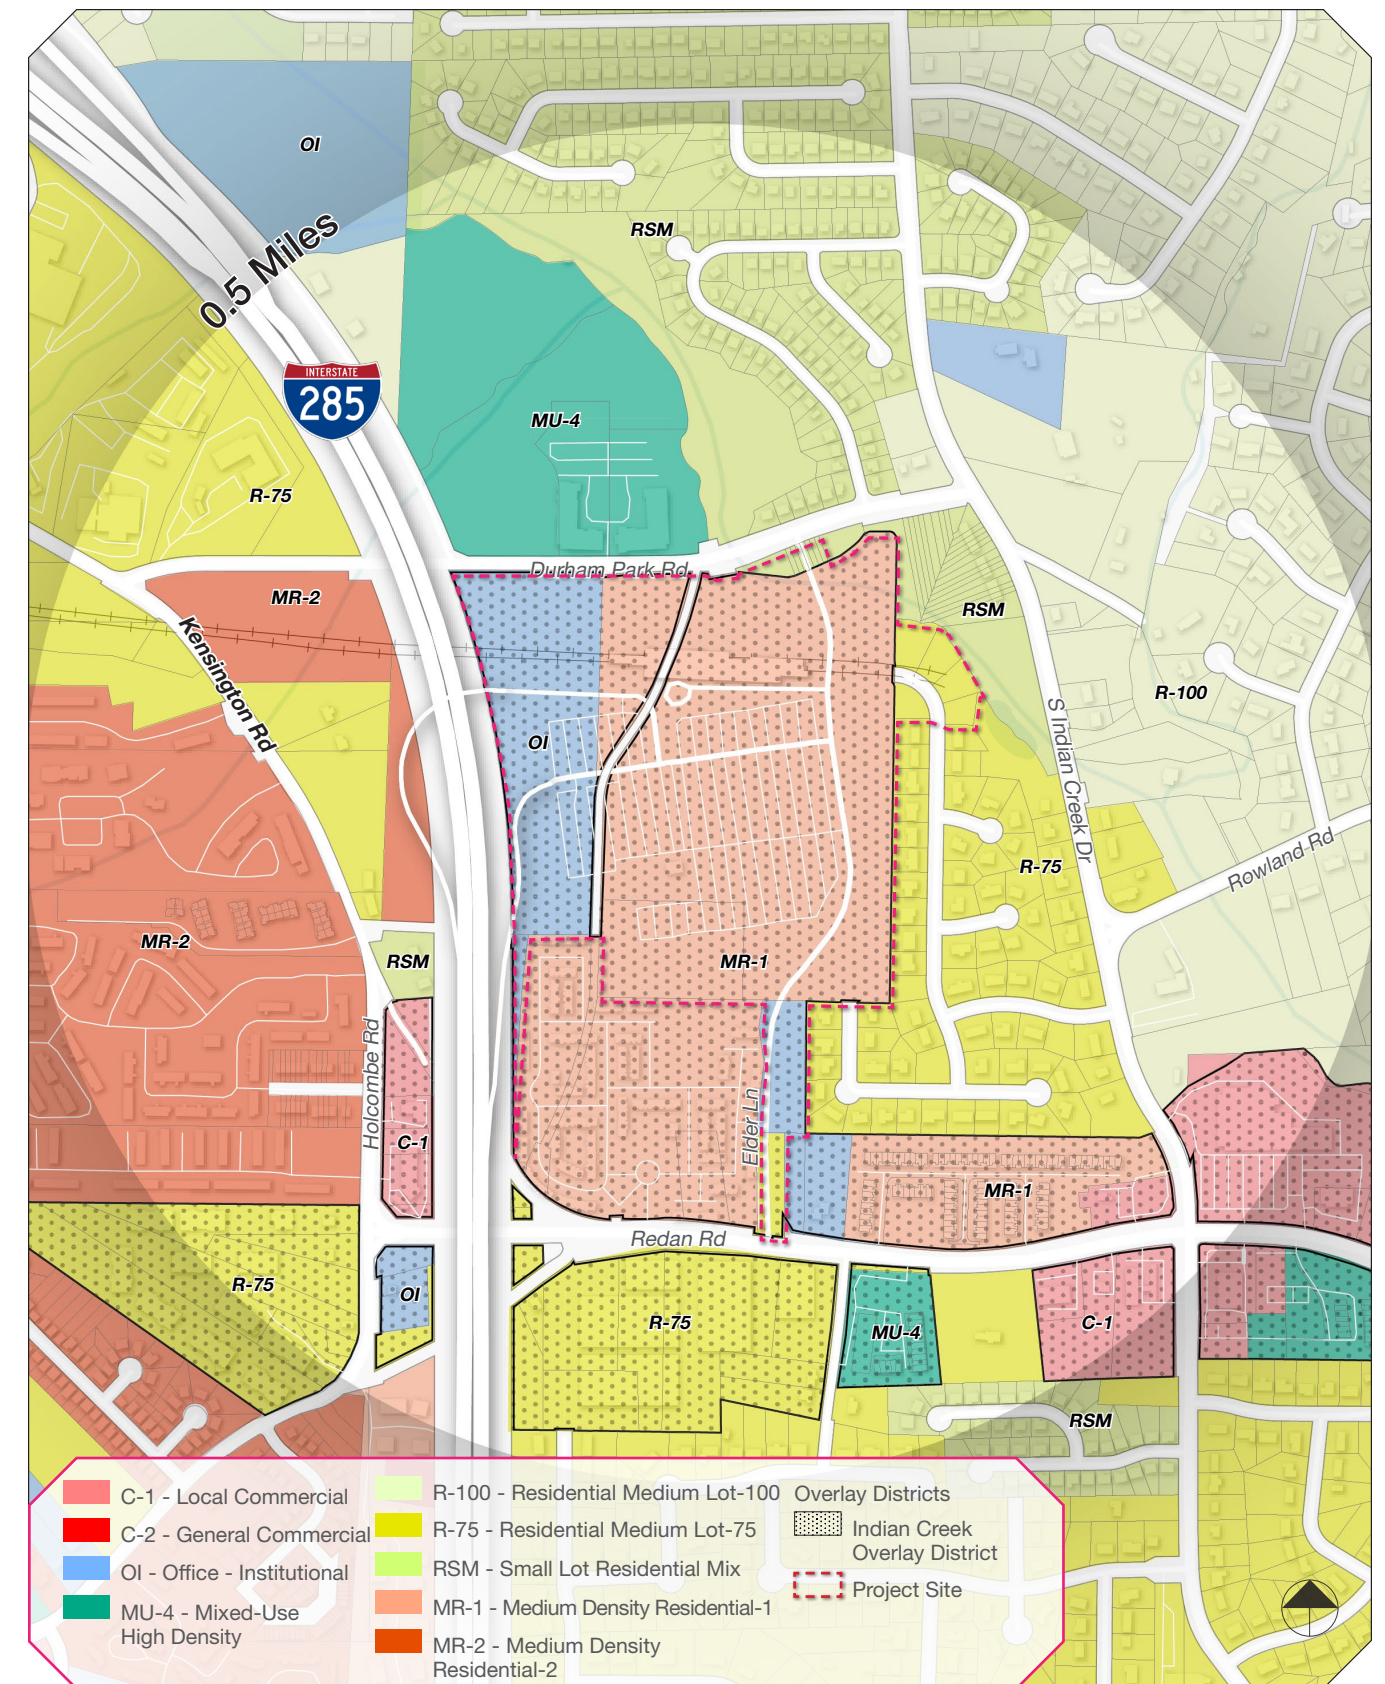 OI
RSM
0.5 Miles
INTERSTATE
285
MU-4
R-75
Durham Park Rd
MR-2
RSM
Kensington Rd
R-100
S Indian Creek Dr
OI
R-75
Rowland Rd
MR-2
RSM
MR-1
Holcombe Rd
Elder Ln
C-1
MR-1
Redan Rd
R-75
OI
R-75
MU-4
C-1
RSM
C-1 - Local Commercial
C-2 - General Commercial
OI - Office - Institutional
MU-4 - Mixed-Use
High Density
R-100 - Residential Medium Lot-100
R-75 - Residential Medium Lot-75
RSM - Small Lot Residential Mix
MR-1 - Medium Density Residential-1
MR-2 - Medium Density
Residential-2
Overlay Districts
Indian Creek
Overlay District
Project Site